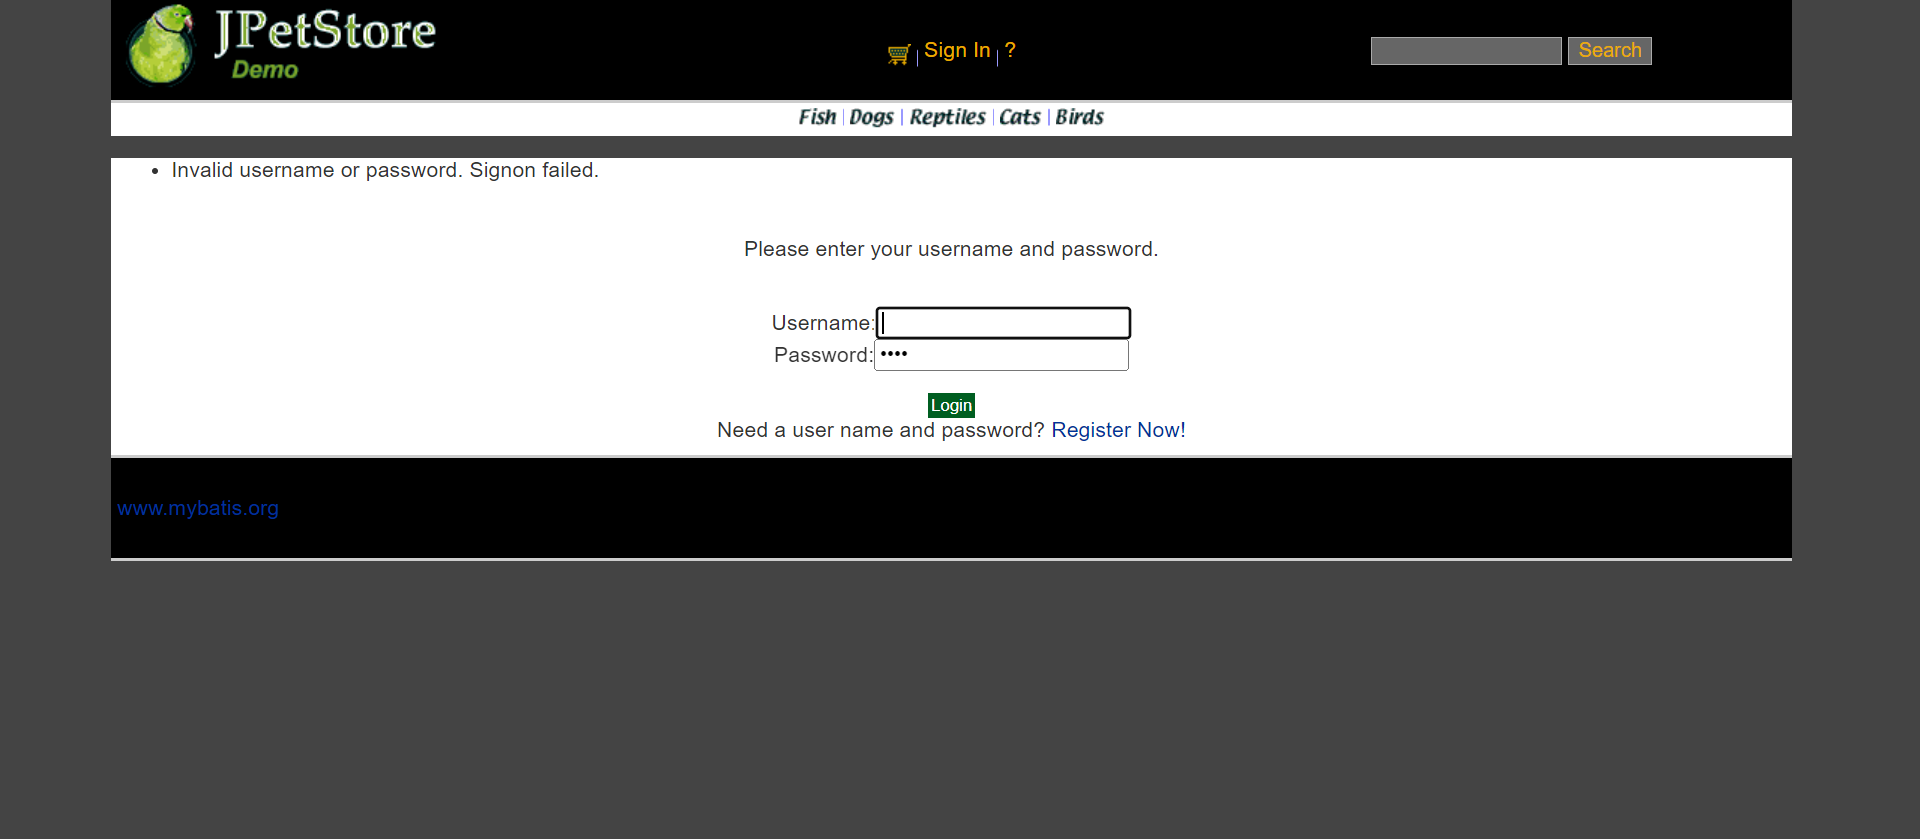 JPetStore
Demo
Sign In
?
Search
Fish
Dogs
Reptiles
Cats
Birds
Invalid username or password. Signon failed.
Please enter your username and password.
Username:
Password:
Login
Need a user name and password? Register Now!
www.mybatis.org